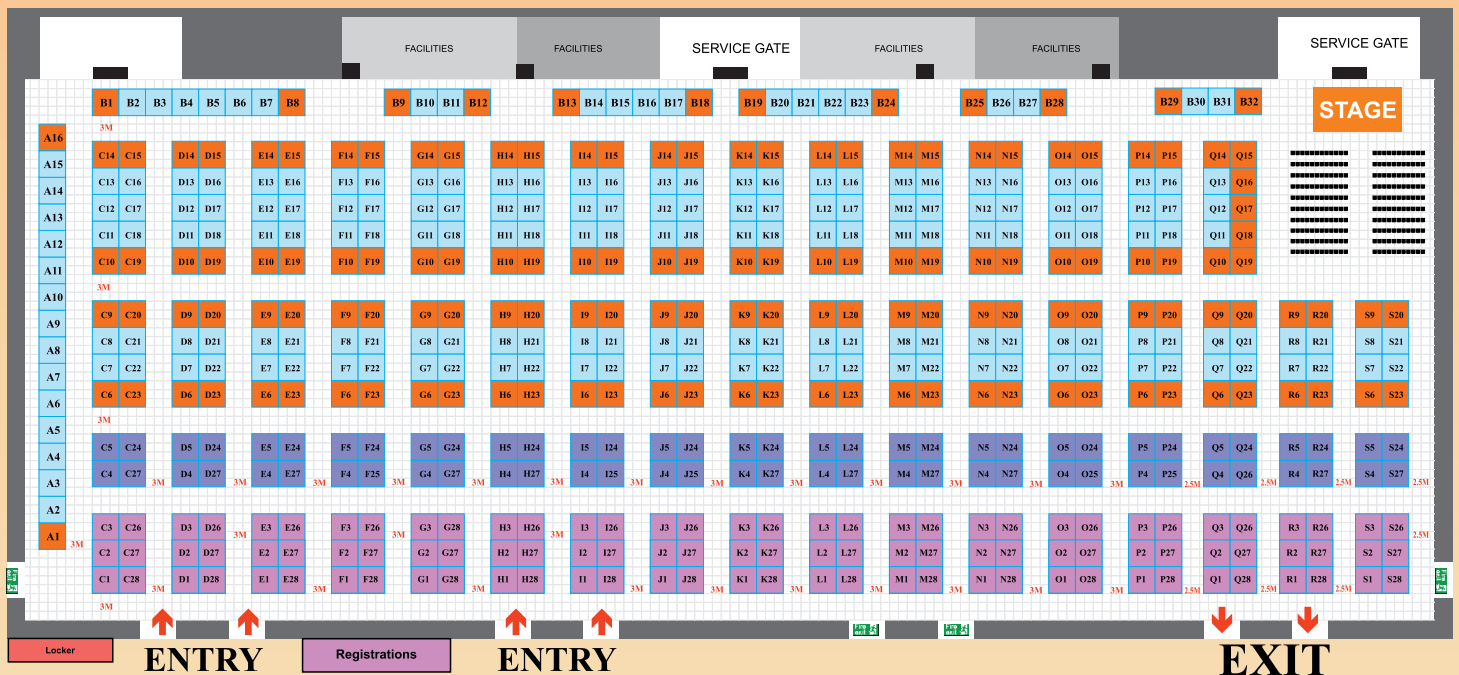 FACILITIES FACILITIES SERVICE GATE FACILITIES FACILITIES SERVICE GATE
B1 B2 B3 B4 B5 B6 B7 B8 B9 B10 B11 B12 B13 B14 B15 B16 B17 B18 B19 B20 B21 B22 B23 B24 B25 B26 B27 B28 B29 B30 B31 B32
STAGE
3M
A16
C14 C15 D14 D15 E14 E15 F14 F15 G14 G15 H14 H15 I14 I15 J14 J15 K14 K15 L14 L15 M14 M15 N14 N15 O14 O15 P14 P15 Q14 Q15
A15
C13 C16 D13 D16 E13 E16 F13 F16 G13 G16 H13 H16 I13 I16 J13 J16 K13 K16 L13 L16 M13 M16 N13 N16 O13 O16 P13 P16 Q13 Q16
A14
C12 C17 D12 D17 E12 E17 F12 F17 G12 G17 H12 H17 I12 I17 J12 J17 K12 K17 L12 L17 M12 M17 N12 N17 O12 O17 P12 P17 Q12 Q17
A13
C11 C18 D11 D18 E11 E18 F11 F18 G11 G18 H11 H18 I11 I18 J11 J18 K11 K18 L11 L18 M11 M18 N11 N18 O11 O18 P11 P18 Q11 Q18
A12
C10 C19 D10 D19 E10 E19 F10 F19 G10 G19 H10 H19 I10 I19 J10 J19 K10 K19 L10 L19 M10 M19 N10 N19 O10 O19 P10 P19 Q10 Q19
A11
3M
A10
C9 C20 D9 D20 E9 E20 F9 F20 G9 G20 H9 H20 I9 I20 J9 J20 K9 K20 L9 L20 M9 M20 N9 N20 O9 O20 P9 P20 Q9 Q20 R9 R20 S9 S20
A9
C8 C21 D8 D21 E8 E21 F8 F21 G8 G21 H8 H21 I8 I21 J8 J21 K8 K21 L8 L21 M8 M21 N8 N21 O8 O21 P8 P21 Q8 Q21 R8 R21 S8 S21
A8
C7 C22 D7 D22 E7 E22 F7 F22 G7 G22 H7 H22 I7 I22 J7 J22 K7 K22 L7 L22 M7 M22 N7 N22 O7 O22 P7 P22 Q7 Q22 R7 R22 S7 S22
A7
C6 C23 D6 D23 E6 E23 F6 F23 G6 G23 H6 H23 I6 I23 J6 J23 K6 K23 L6 L23 M6 M23 N6 N23 O6 O23 P6 P23 Q6 Q23 R6 R23 S6 S23
A6
3M
A5
C5 C24 D5 D24 E5 E24 F5 F24 G5 G24 H5 H24 I5 I24 J5 J24 K5 K24 L5 L24 M5 M24 N5 N24 O5 O24 P5 P24 Q5 Q24 R5 R24 S5 S24
A4
C4 C27 D4 D27 E4 E27 F4 F25 G4 G27 H4 H27 I4 I25 J4 J25 K4 K27 L4 L27 M4 M27 N4 N27 O4 O25 P4 P25 Q4 Q26 R4 R27 S4 S27
A3
3M 3M 3M 3M 3M 3M 3M 3M 3M 3M 3M 3M 3M 2.5M 2.5M 2.5M 2.5M
A2
C3 C26 D3 D26 E3 E26 F3 F26 G3 G28 H3 H26 I3 I26 J3 J26 K3 K26 L3 L26 M3 M26 N3 N26 O3 O26 P3 P26 Q3 Q26 R3 R26 S3 S26
A1 3M 3M 3M 3M 2.5M
C2 C27 D2 D27 E2 E27 F2 F27 G2 G27 H2 H27 I2 I27 J2 J27 K2 K27 L2 L27 M2 M27 N2 N27 O2 O27 P2 P27 Q2 Q27 R2 R27 S2 S27
C1 C28 D1 D28 E1 E28 F1 F28 G1 G28 H1 H28 I1 I28 J1 J28 K1 K28 L1 L28 M1 M28 N1 N28 O1 O28 P1 P28 Q1 Q28 R1 R28 S1 S28
3M 3M 3M 3M 3M 3M 3M 3M 3M 2.5M 2.5M 2.5M
3M
Fire exit Fire exit
Locker ENTRY Registrations ENTRY EXIT